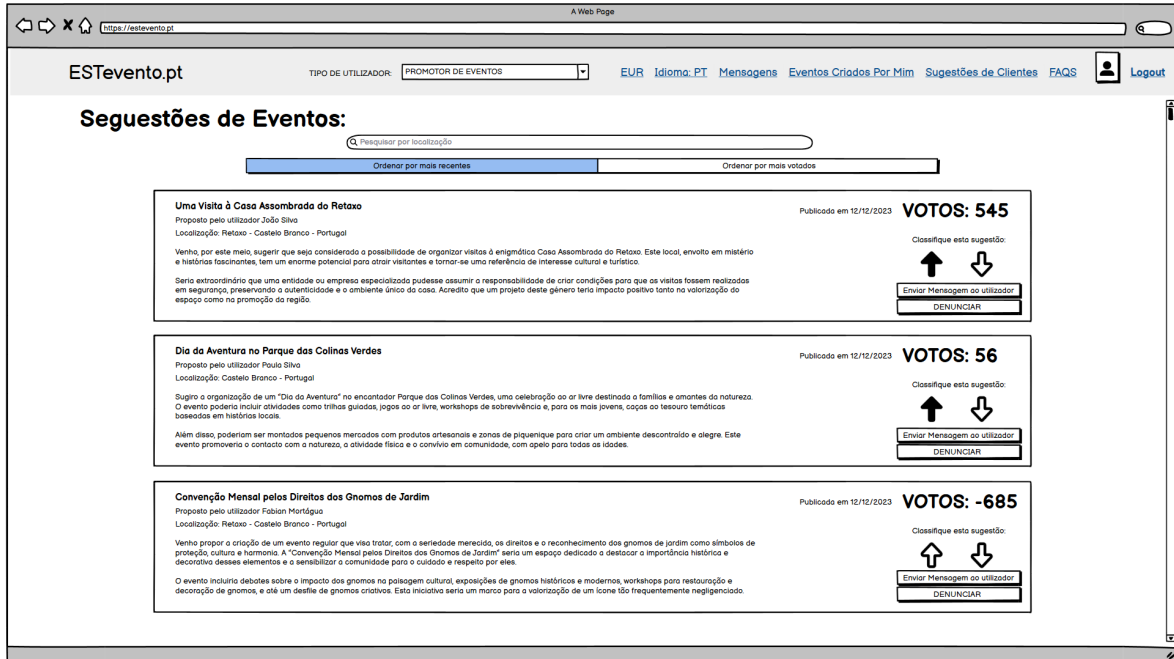 A Web Page
https://estevento.pt
ESTevento.pt
TIPO DE UTILIZADOR: PROMOTOR DE EVENTOS
EUR Idioma: PT Mensagens Eventos Criados Por Mim Sugestões de Clientes FAQS Logout
Seguestões de Eventos:
Pesquisar por localização
Ordenar por mais recentes
Ordenar por mais votados
Uma Visita à Casa Assombrada do Retaxo
Proposto pelo utilizador João Silva
Localização: Retaxo - Castelo Branco - Portugal
Venho, por este meio, sugerir que seja considerada a possibilidade de organizar visitas à enigmática Casa Assombrada do Retaxo. Este local, envolto em mistério
e histórias fascinantes, tem um enorme potencial para atrair visitantes e tornar-se uma referência de interesse cultural e turístico.
Seria extraordinário que uma entidade ou empresa especializada pudesse assumir a responsabilidade de criar condições para que as visitas fossem realizadas
em segurança, preservando a autenticidade e o ambiente único da casa. Acredito que um projeto deste género teria impacto positivo tanto na valorização do
espaço como na promoção da região.
Publicada em 12/12/2023
VOTOS: 545
Classifique esta sugestão:
Enviar Mensagem ao utilizador
DENUNCIAR
Dia da Aventura no Parque das Colinas Verdes
Proposto pelo utilizador Paula Silva
Localização: Castelo Branco - Portugal
Sugiro a organização de um "Dia da Aventura" no encantador Parque das Colinas Verdes, uma celebração ao ar livre destinada a famílias e amantes da natureza.
O evento poderia incluir atividades como trilhas guiadas, jogos ao ar livre, workshops de sobrevivência e, para os mais jovens, caças ao tesouro temáticas
baseadas em histórias locais.
Além disso, poderiam ser montados pequenos mercados com produtos artesanais e zonas de piquenique para criar um ambiente descontraído e alegre. Este
evento promoveria o contacto com a natureza, a atividade física e o convívio em comunidade, com apelo para todas as idades.
Publicada em 12/12/2023
VOTOS: 56
Classifique esta sugestão:
Enviar Mensagem ao utilizador
DENUNCIAR
Convenção Mensal pelos Direitos dos Gnomos de Jardim
Proposto pelo utilizador Fabian Mortágua
Localização: Retaxo - Castelo Branco - Portugal
Venho propor a criação de um evento regular que visa tratar, com a seriedade merecida, os direitos e o reconhecimento dos gnomos de jardim como símbolos de
proteção, cultura e harmonia. A "Convenção Mensal pelos Direitos dos Gnomos de Jardim" seria um espaço dedicado a destacar a importância histórica e
decorativa desses elementos e a sensibilizar a comunidade para o cuidado e respeito por eles.
O evento incluiria debates sobre o impacto dos gnomos na paisagem cultural, exposições de gnomos históricos e modernos, workshops para restauração e
decoração de gnomos, e até um desfile de gnomos criativos. Esta iniciativa seria um marco para a valorização de um ícone tão frequentemente negligenciado.
Publicada em 12/12/2023
VOTOS: -685
Classifique esta sugestão:
Enviar Mensagem ao utilizador
DENUNCIAR